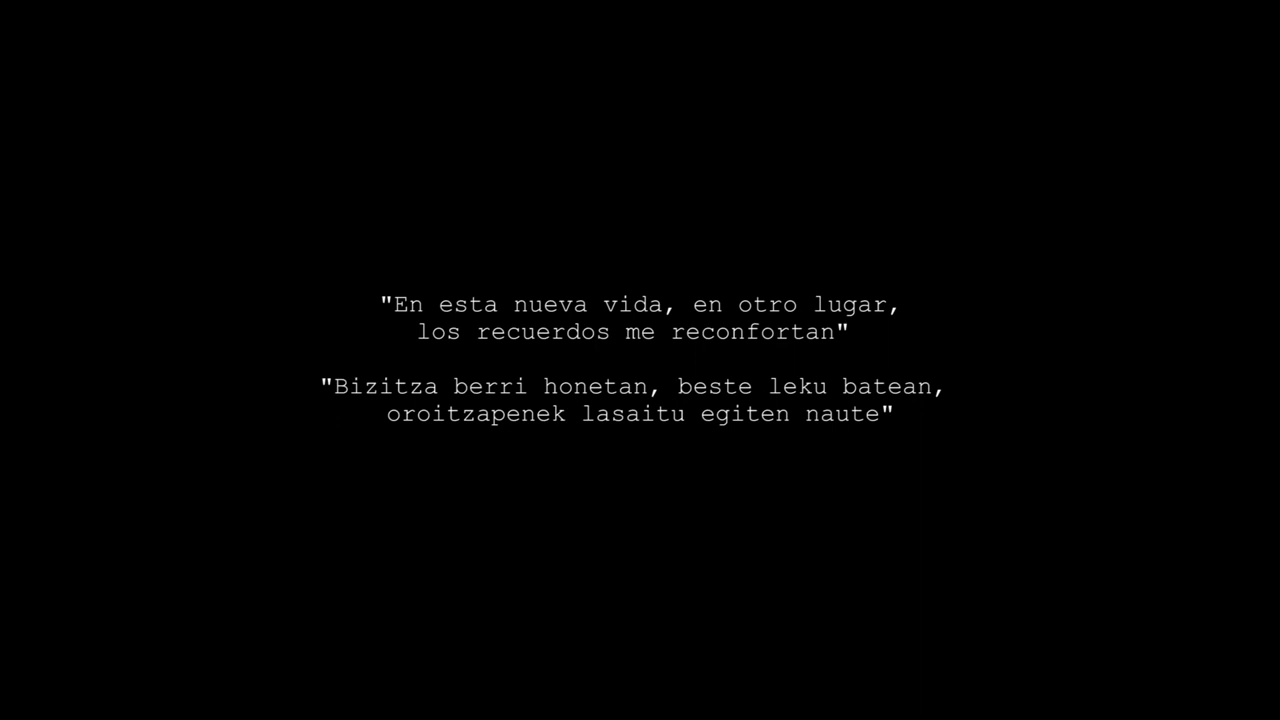 "En esta nueva vida, en otro lugar,
los recuerdos me reconfortan"
"Bizitza berri honetan, beste leku batean,
oroitzapenek lasaitu egiten naute"